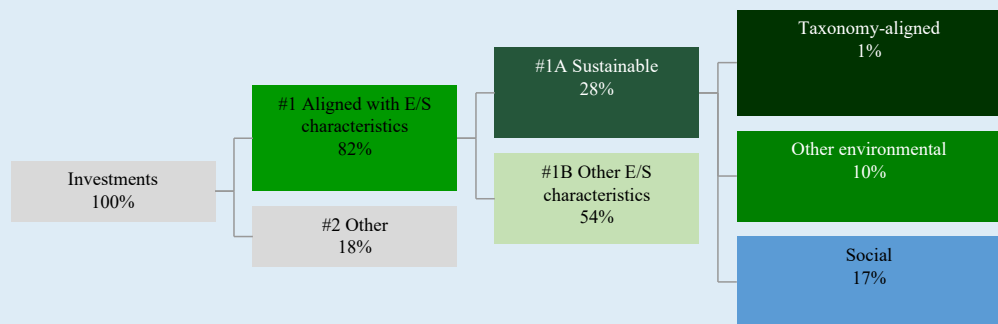 Investments
100%
#1 Aligned with E/S
characteristics
82%
#2 Other
18%
#1A Sustainable
28%
#1B Other E/S
characteristics
54%
Taxonomy-aligned
1%
Other environmental
10%
Social
17%